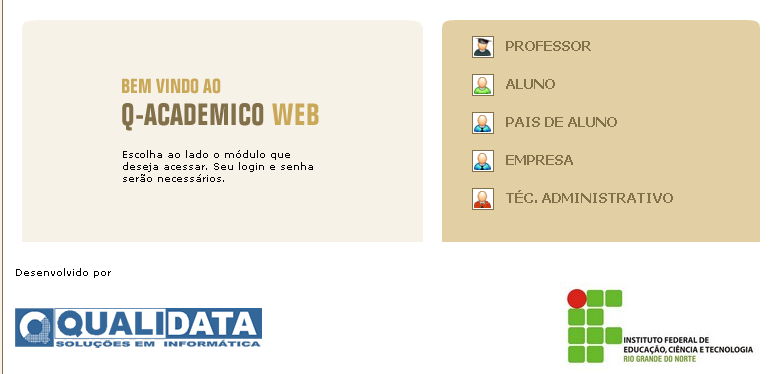 BEM VINDO AO
Q-ACADEMICO WEB
Escolha ao lado o módulo que
deseja acessar. Seu login e senha
serão necessários.
PROFESSOR
ALUNO
PAIS DE ALUNO
EMPRESA
TÉC. ADMINISTRATIVO
Desenvolvido por
QUALIDATA
SOLUÇÕES EM INFORMÁTICA
INSTITUTO FEDERAL DE
EDUCAÇÃO, CIÊNCIA E TECNOLOGIA
RIO GRANDE DO NORTE